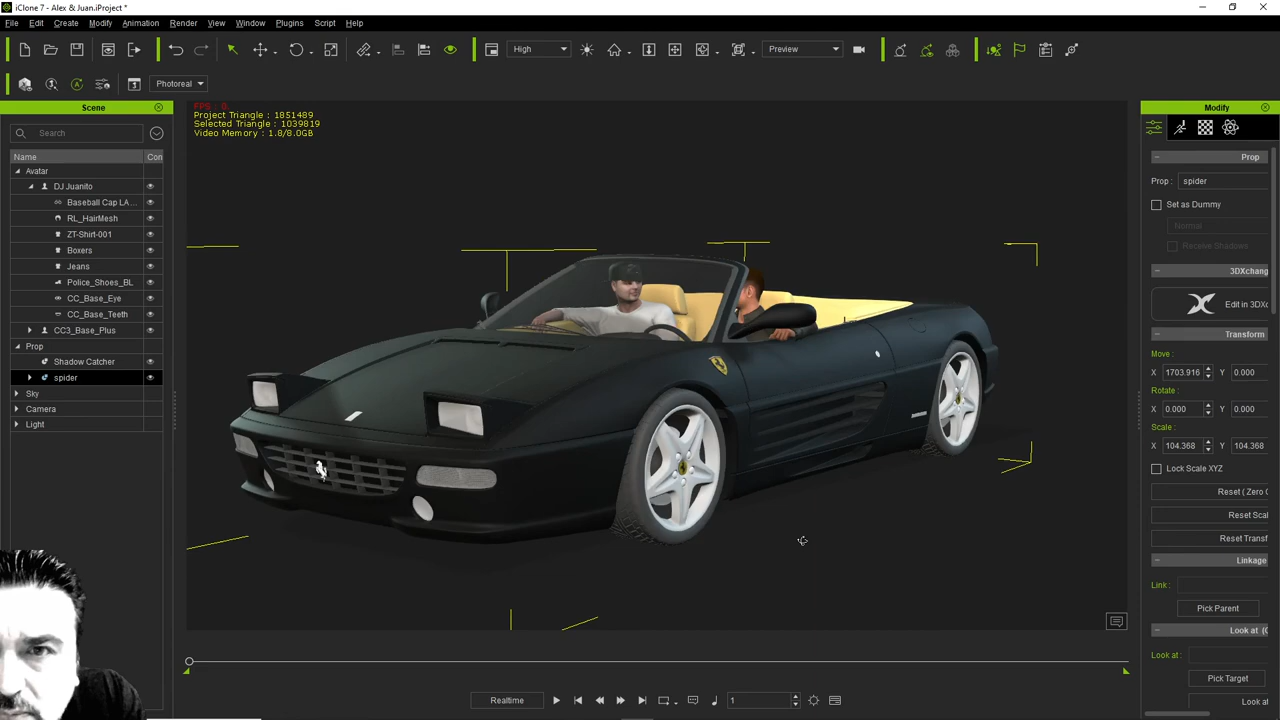 iClone 7 - Alex & Juan.iProject *
File Edit Create Modify Animation Render View Window Plugins Script Help
High Preview
Photoreal
Scene
Search
Name Con
Avatar
DJ Juanito
Baseball Cap LA...
RL_HairMesh
ZT-Shirt-001
Boxers
Jeans
Police_Shoes_BL
CC_Base_Eye
CC_Base_Teeth
CC3_Base_Plus
Prop
Shadow Catcher
spider
Sky
Camera
Light
FPS : 0.
Project Triangle : 1851489
Selected Triangle : 1039819
Video Memory : 1.8/8.0GB
Modify
Prop
Prop : spider
Set as Dummy
Normal
Receive Shadows
3DXchang
Edit in 3DXc
Transform
Move :
X 1703.916 Y 0.000
Rotate :
X 0.000 Y 0.000
Scale :
X 104.368 Y 104.368
Lock Scale XYZ
Reset ( Zero C
Reset Scal
Reset Transf
Linkage
Link :
Pick Parent
Look at (C
Look at :
Pick Target
Look at
Realtime 1